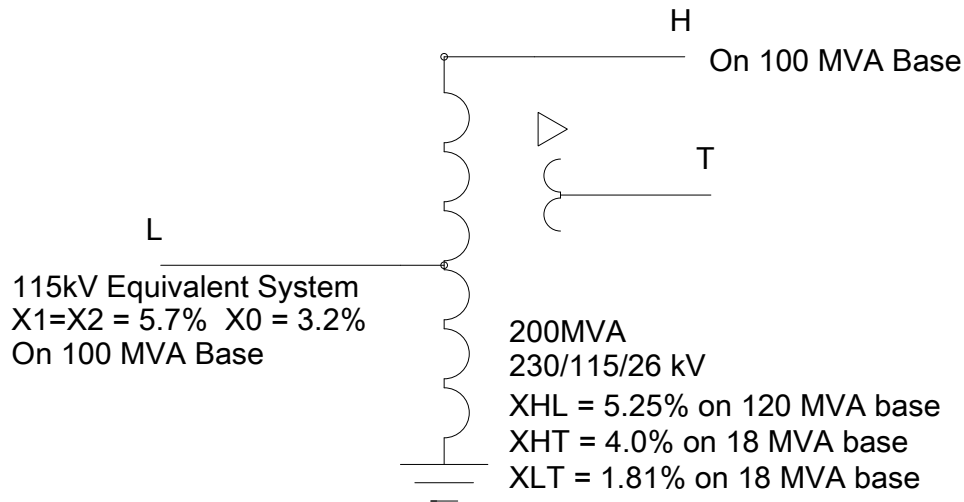 H
On 100 MVA Base
T
L
115kV Equivalent System
X1=X2 = 5.7% X0 = 3.2%
On 100 MVA Base
200MVA
230/115/26 kV
XHL = 5.25% on 120 MVA base
XHT = 4.0% on 18 MVA base
XLT = 1.81% on 18 MVA base